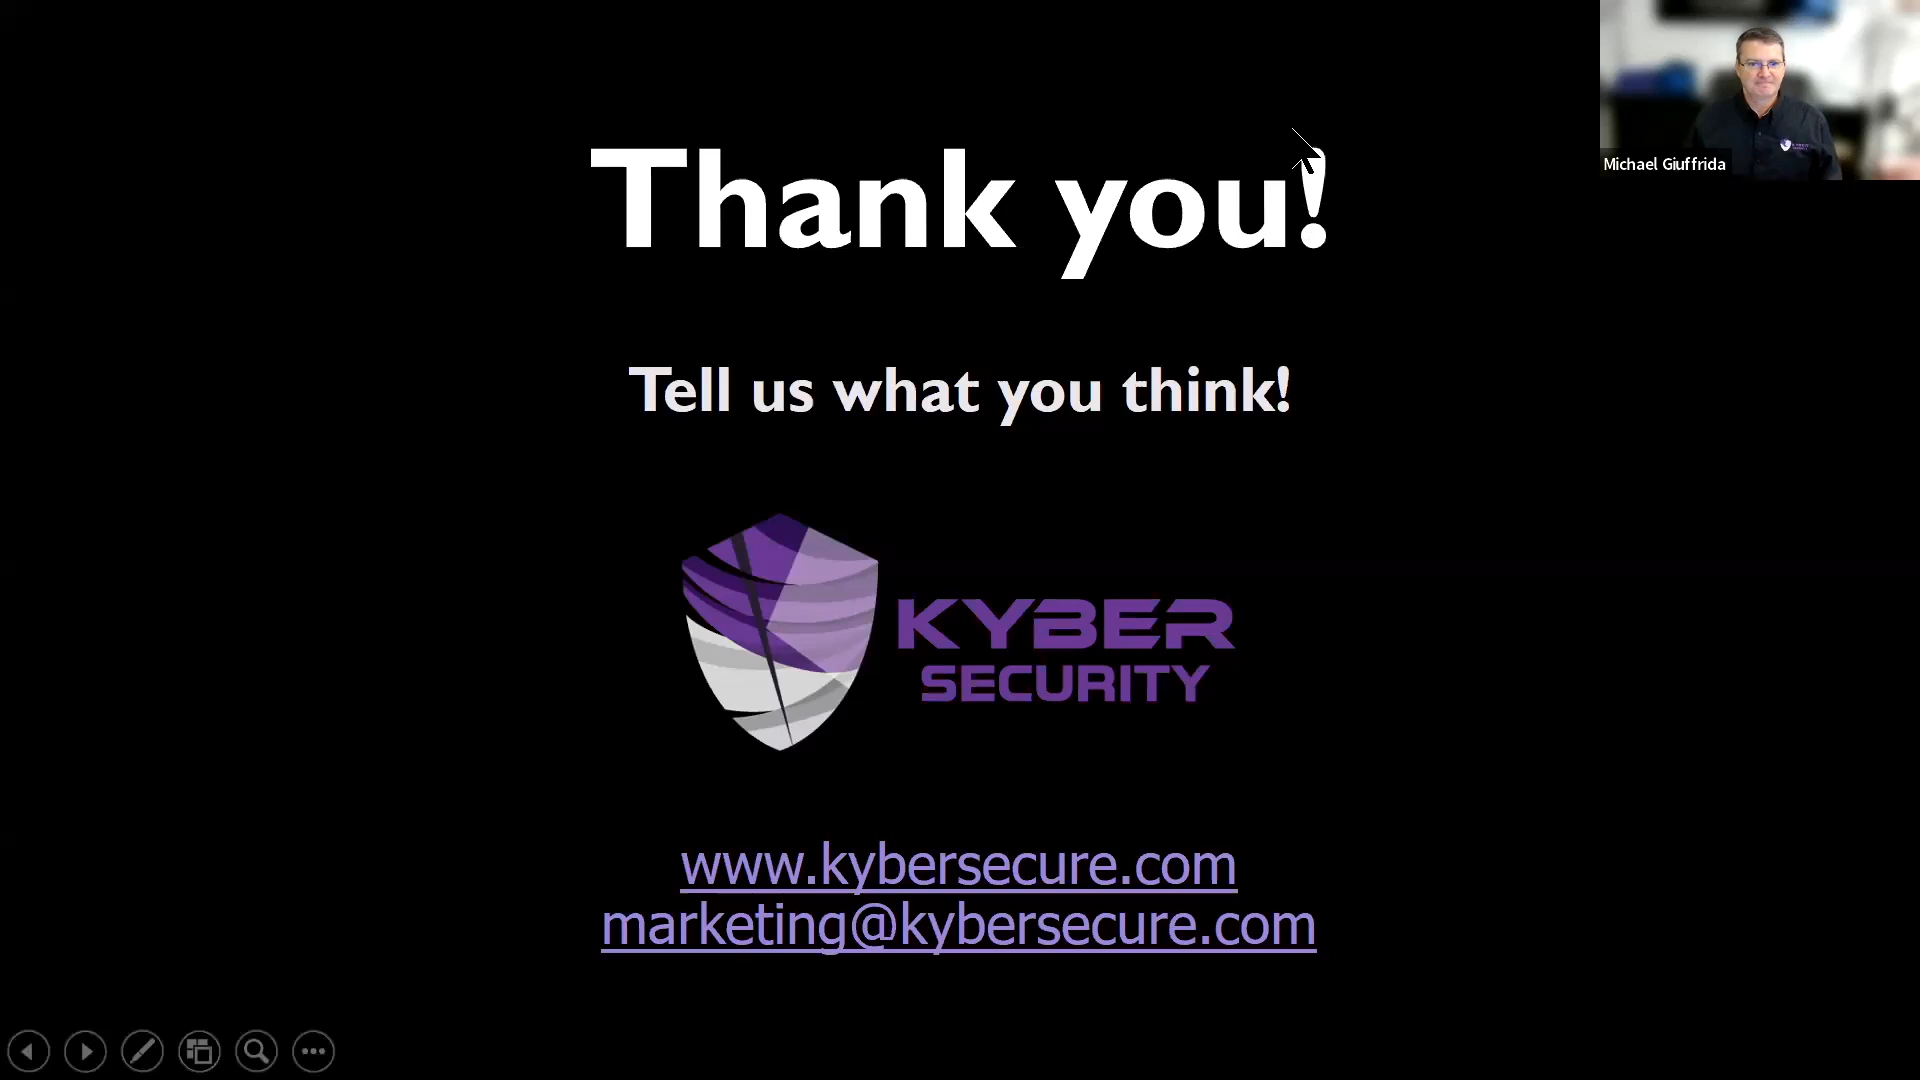 Thank you!
Tell us what you think!
KYBER
SECURITY
www.kybersecure.com
marketing@kybersecure.com
Michael Giuffrida